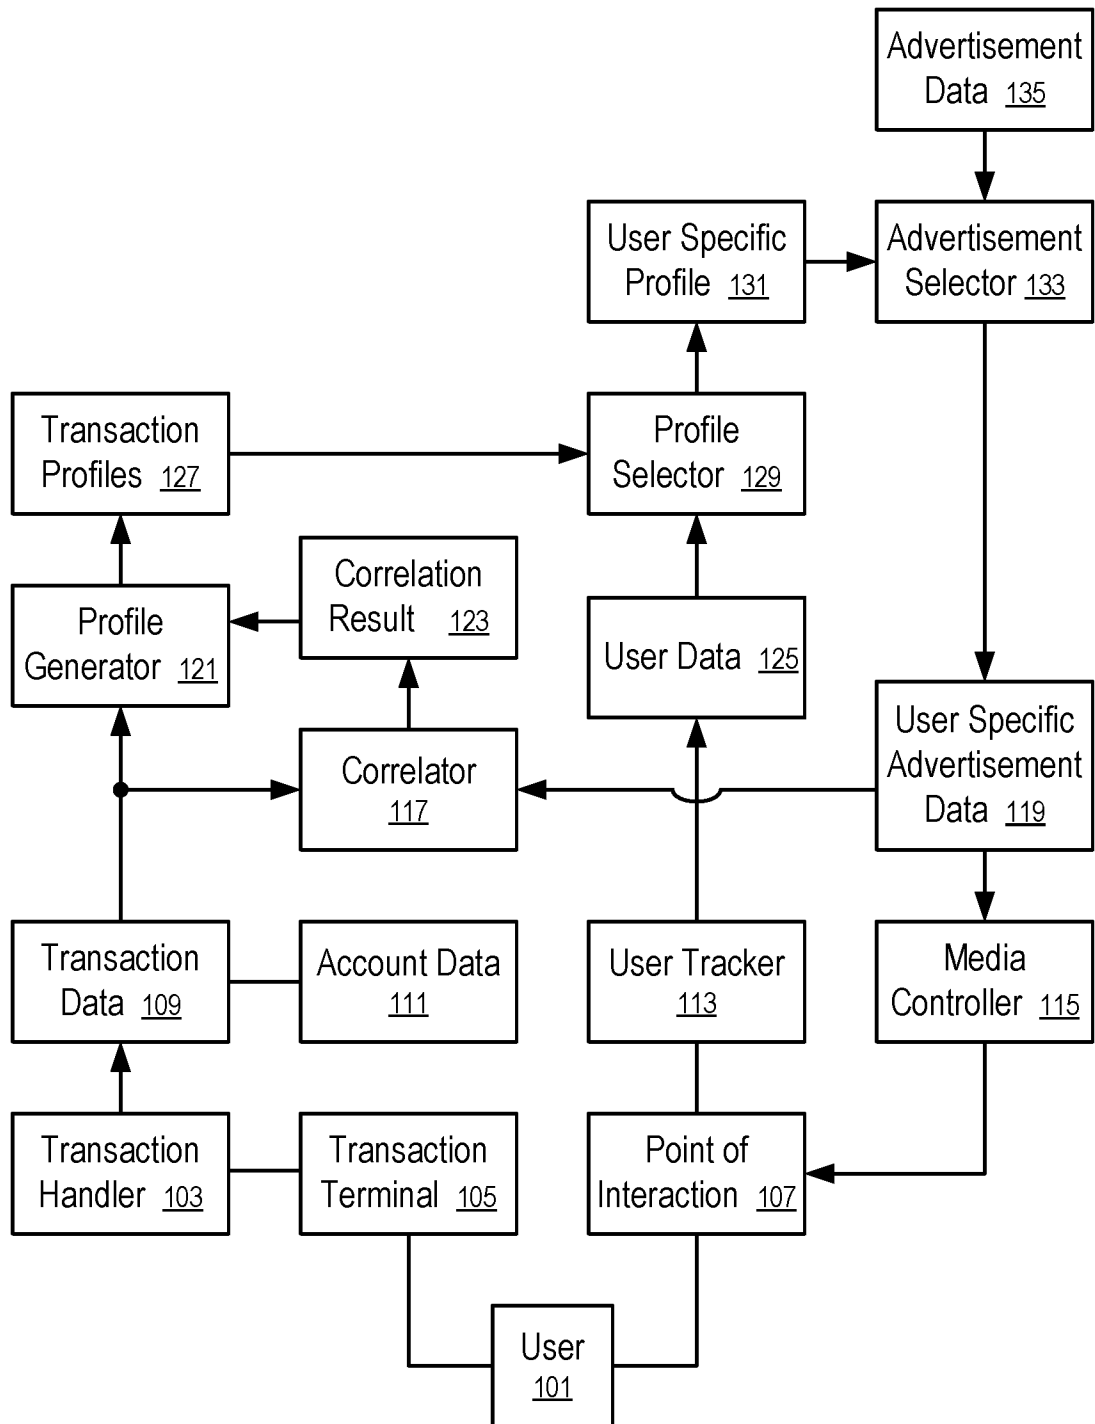 Advertisement
Data 135
User Specific
Profile 131
Advertisement
Selector 133
Transaction
Profiles 127
Profile
Selector 129
Correlation
Result 123
Profile
Generator 121
User Data 125
User Specific
Advertisement
Data 119
Correlator
117
Transaction
Data 109
Account Data
111
User Tracker
113
Media
Controller 115
Transaction
Handler 103
Transaction
Terminal 105
Point of
Interaction 107
User
101